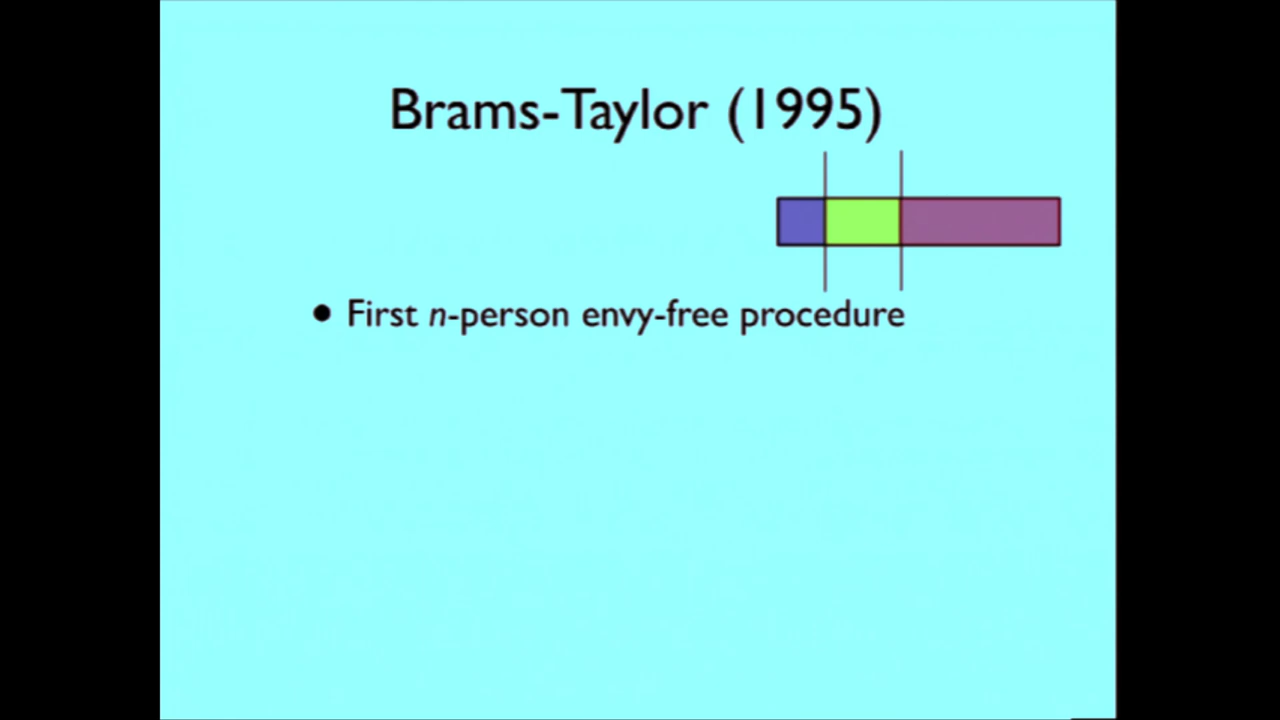 Brams-Taylor (1995)
• First n-person envy-free procedure